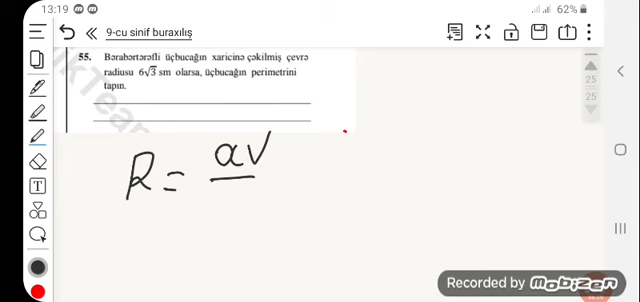 13:19
62%
9-cu sinif buraxılış
55. Bərabərtərəfli üçbucağın xaricinə çəkilmiş çevrə
radiusu 6√3 sm olarsa, üçbucağın perimetrini
tapın.
25
25
R = a√
T
Recorded by Mobizen